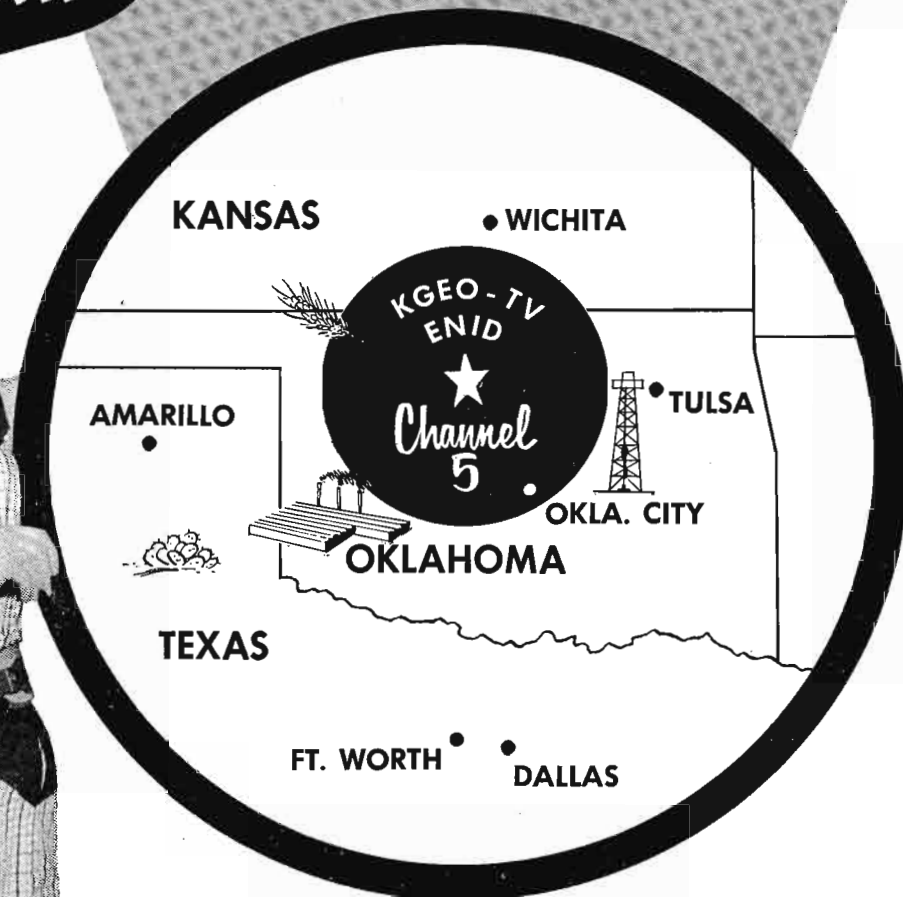 KANSAS
WICHITA
KGEO-TV
ENID
Channel
5
AMARILLO
TULSA
OKLA. CITY
OKLAHOMA
TEXAS
FT. WORTH
DALLAS